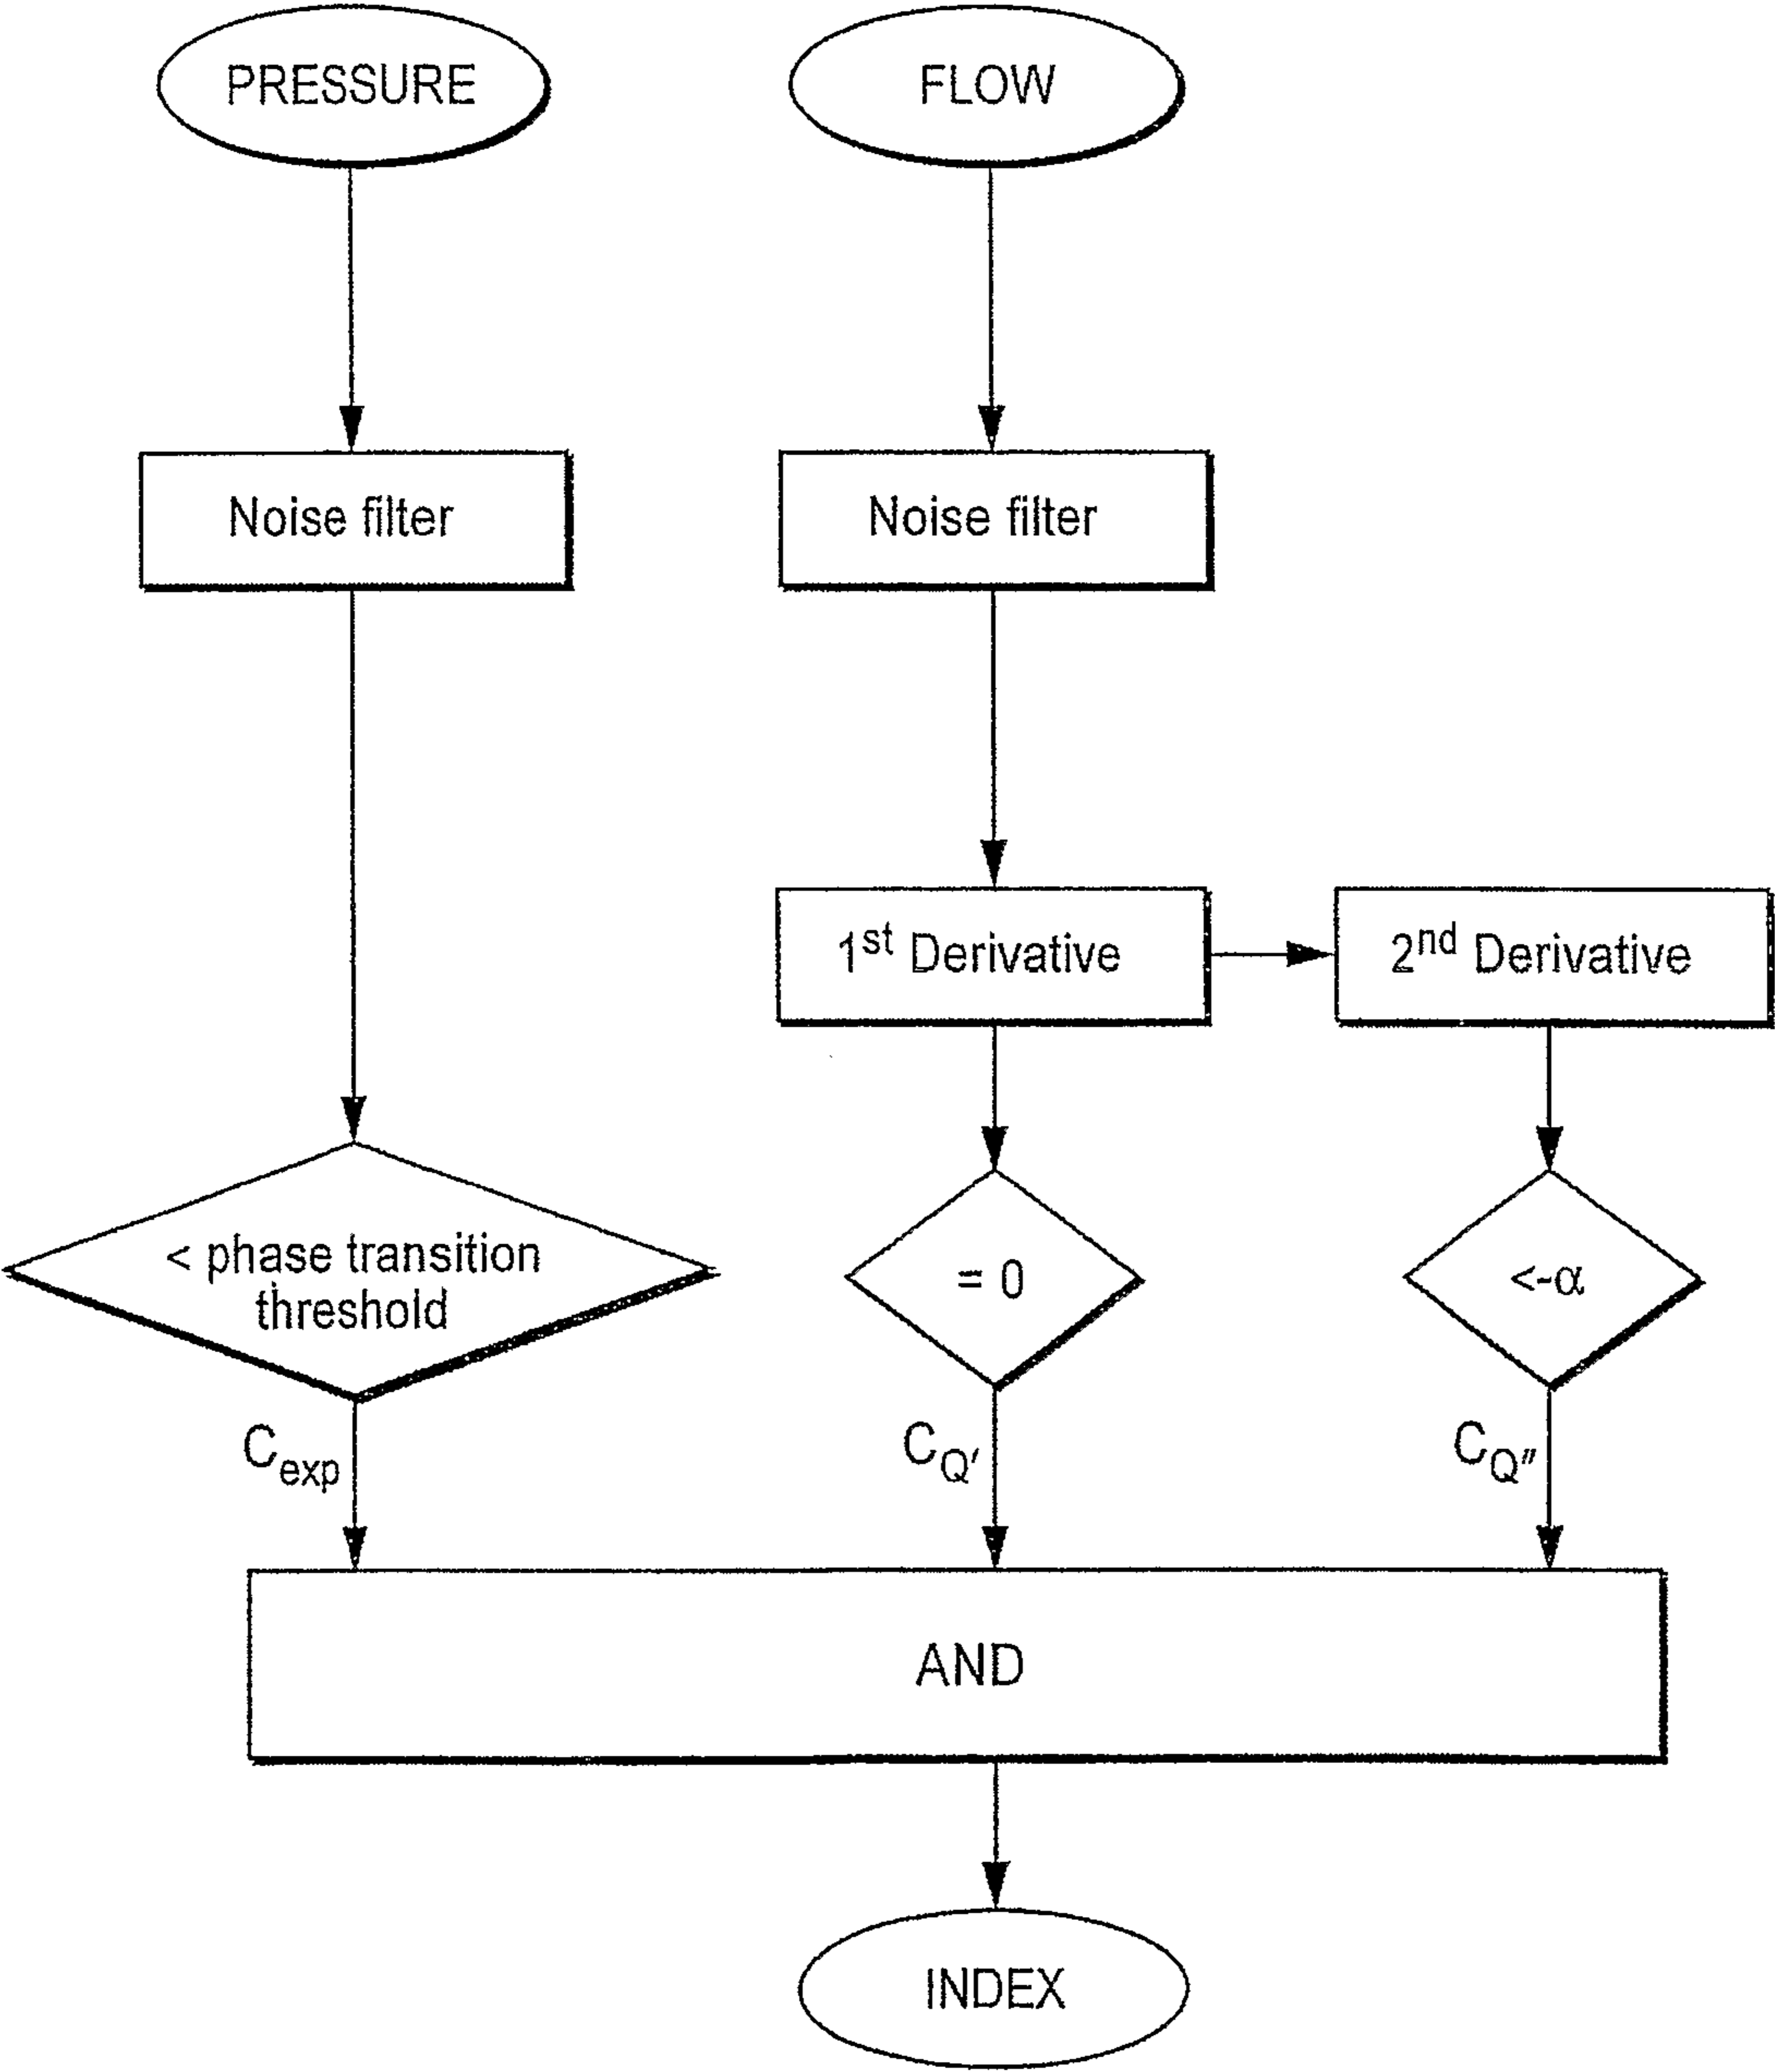 PRESSURE
FLOW
Noise filter
Noise filter
1st Derivative
2nd Derivative
< phase transition
threshold
= 0
<-α
Cexp
CQ'
CQ"
AND
INDEX